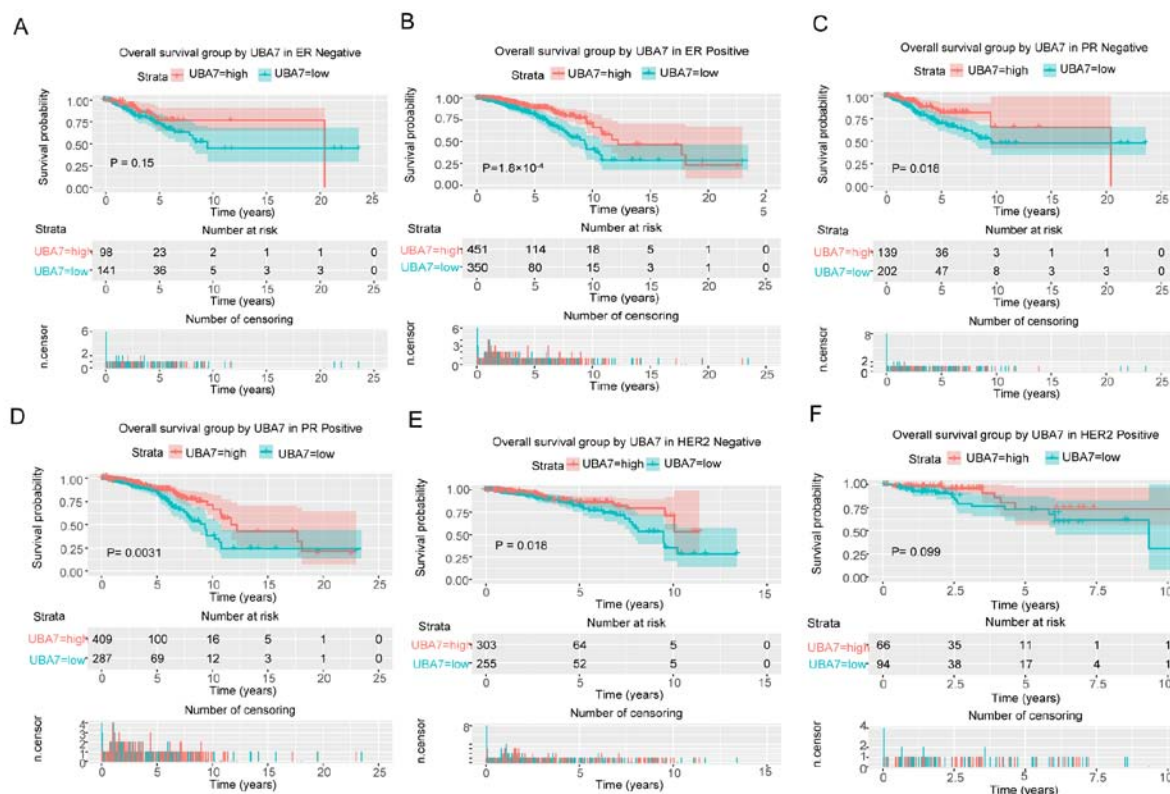 A
Overall survival group by UBA7 in ER Negative
Strata UBA7=high UBA7=low
Survival probability
1.00
0.75
0.50
0.25
0.00
P = 0.15
0 5 10 15 20 25
Time (years)
Strata Number at risk
UBA7=high 98 23 2 1 1 0
UBA7=low 141 36 5 3 3 0
0 5 10 15 20 25
Time (years)
Number of censoring
n.censor
6
2
1
0
0 5 10 15 20 25
Time (years)
B
Overall survival group by UBA7 in ER Positive
Strata UBA7=high UBA7=low
Survival probability
1.00
0.75
0.50
0.25
0.00
P=1.8×10-4
0 5 10 15 20 2
5
Time (years)
Strata Number at risk
UBA7=high 451 114 18 5 1 0
UBA7=low 350 80 15 3 1 0
0 5 10 15 20 25
Time (years)
Number of censoring
n.censor
6
4
3
2
1
0
0 5 10 15 20 25
Time (years)
C
Overall survival group by UBA7 in PR Negative
Strata UBA7=high UBA7=low
Survival probability
1.00
0.75
0.50
0.25
0.00
P= 0.016
0 5 10 15 20 25
Time (years)
Strata Number at risk
UBA7=high 139 36 3 1 1 0
UBA7=low 202 47 8 3 3 0
0 5 10 15 20 25
Time (years)
Number of censoring
n.censor
8
2
0
0 5 10 15 20 25
Time (years)
D
Overall survival group by UBA7 in PR Positive
Strata UBA7=high UBA7=low
Survival probability
1.00
0.75
0.50
0.25
0.00
P= 0.0031
0 5 10 15 20 25
Time (years)
Strata Number at risk
UBA7=high 409 100 16 5 1 0
UBA7=low 287 69 12 3 1 0
0 5 10 15 20 25
Time (years)
Number of censoring
n.censor
4
3
2
1
0
0 5 10 15 20 25
Time (years)
E
Overall survival group by UBA7 in HER2 Negative
Strata UBA7=high UBA7=low
Survival probability
1.00
0.75
0.50
0.25
0.00
P = 0.018
0 5 10 15
Time (years)
Strata Number at risk
UBA7=high 303 64 5 0
UBA7=low 255 52 5 0
0 5 10 15
Time (years)
Number of censoring
n.censor
8
0 5 10 15
Time (years)
F
Overall survival group by UBA7 in HER2 Positive
Strata UBA7=high UBA7=low
Survival probability
1.00
0.75
0.50
0.25
0.00
P= 0.099
0 2.5 5 7.5 10
Time (years)
Strata Number at risk
UBA7=high 66 35 11 1 1
UBA7=low 94 38 17 4 1
0 2.5 5 7.5 10
Time (years)
Number of censoring
n.censor
4
2
1
0
0 2.5 5 7.5 10
Time (years)